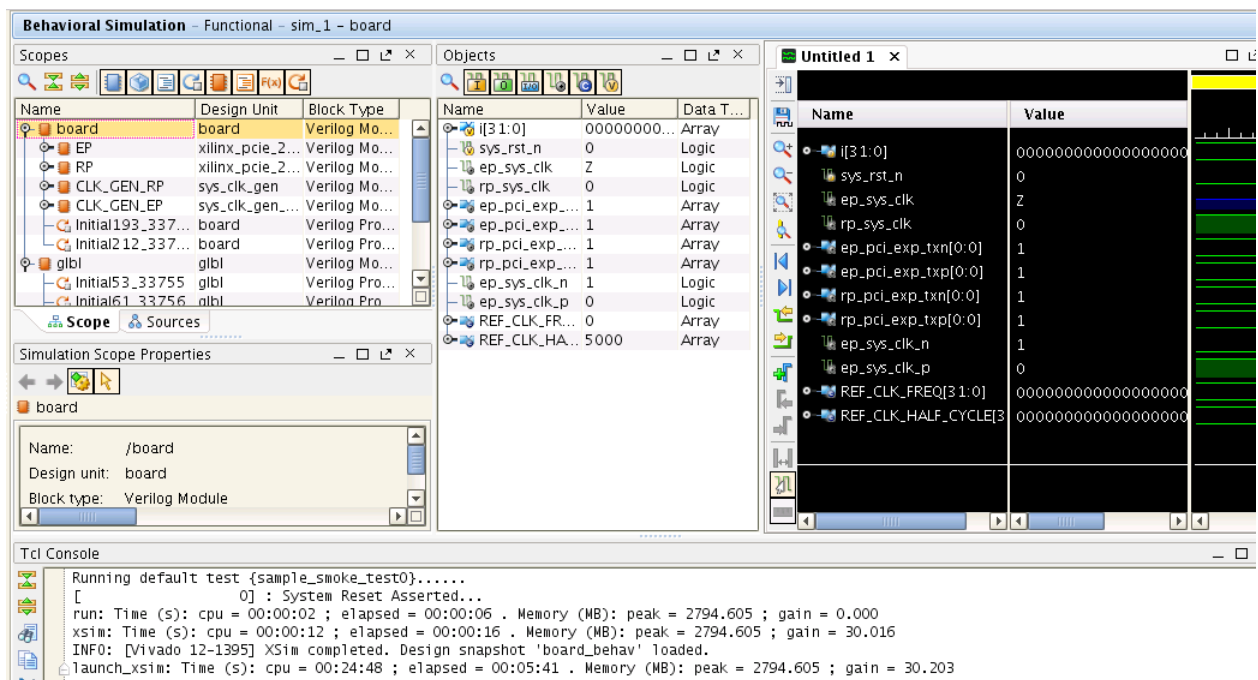 Behavioral Simulation - Functional - sim_1 - board
Scopes
F(x)
Name Design Unit Block Type
board board Verilog Mo...
EP xilinx_pcie_2... Verilog Mo...
RP xilinx_pcie_2... Verilog Mo...
CLK_GEN_RP sys_clk_gen Verilog Mo...
CLK_GEN_EP sys_clk_gen_... Verilog Mo...
Initial193_337... board Verilog Pro...
Initial212_337... board Verilog Pro...
glbl glbl Verilog Mo...
Initial53_33755 glbl Verilog Pro...
Initial61_33756 glbl Verilog Pro
Scope Sources
Simulation Scope Properties
board
Name: /board
Design unit: board
Block type: Verilog Module
Objects
Name Value Data T...
i[31:0] 00000000... Array
sys_rst_n 0 Logic
ep_sys_clk Z Logic
rp_sys_clk 0 Logic
ep_pci_exp_... 1 Array
ep_pci_exp_... 1 Array
rp_pci_exp_... 1 Array
rp_pci_exp_... 1 Array
ep_sys_clk_n 1 Logic
ep_sys_clk_p 0 Logic
REF_CLK_FR... 0 Array
REF_CLK_HA... 5000 Array
Untitled 1
Name Value
i[31:0] 000000000000000000
sys_rst_n 0
ep_sys_clk Z
rp_sys_clk 0
ep_pci_exp_txn[0:0] 1
ep_pci_exp_txp[0:0] 1
rp_pci_exp_txn[0:0] 1
rp_pci_exp_txp[0:0] 1
ep_sys_clk_n 1
ep_sys_clk_p 0
REF_CLK_FREQ[31:0] 000000000000000000
REF_CLK_HALF_CYCLE[3 000000000000000000
Tcl Console
Running default test {sample_smoke_test0}......
[ 0] : System Reset Asserted...
run: Time (s): cpu = 00:00:02 ; elapsed = 00:00:06 . Memory (MB): peak = 2794.605 ; gain = 0.000
xsim: Time (s): cpu = 00:00:12 ; elapsed = 00:00:16 . Memory (MB): peak = 2794.605 ; gain = 30.016
INFO: [Vivado 12-1395] XSim completed. Design snapshot 'board_behav' loaded.
launch_xsim: Time (s): cpu = 00:24:48 ; elapsed = 00:05:41 . Memory (MB): peak = 2794.605 ; gain = 30.203